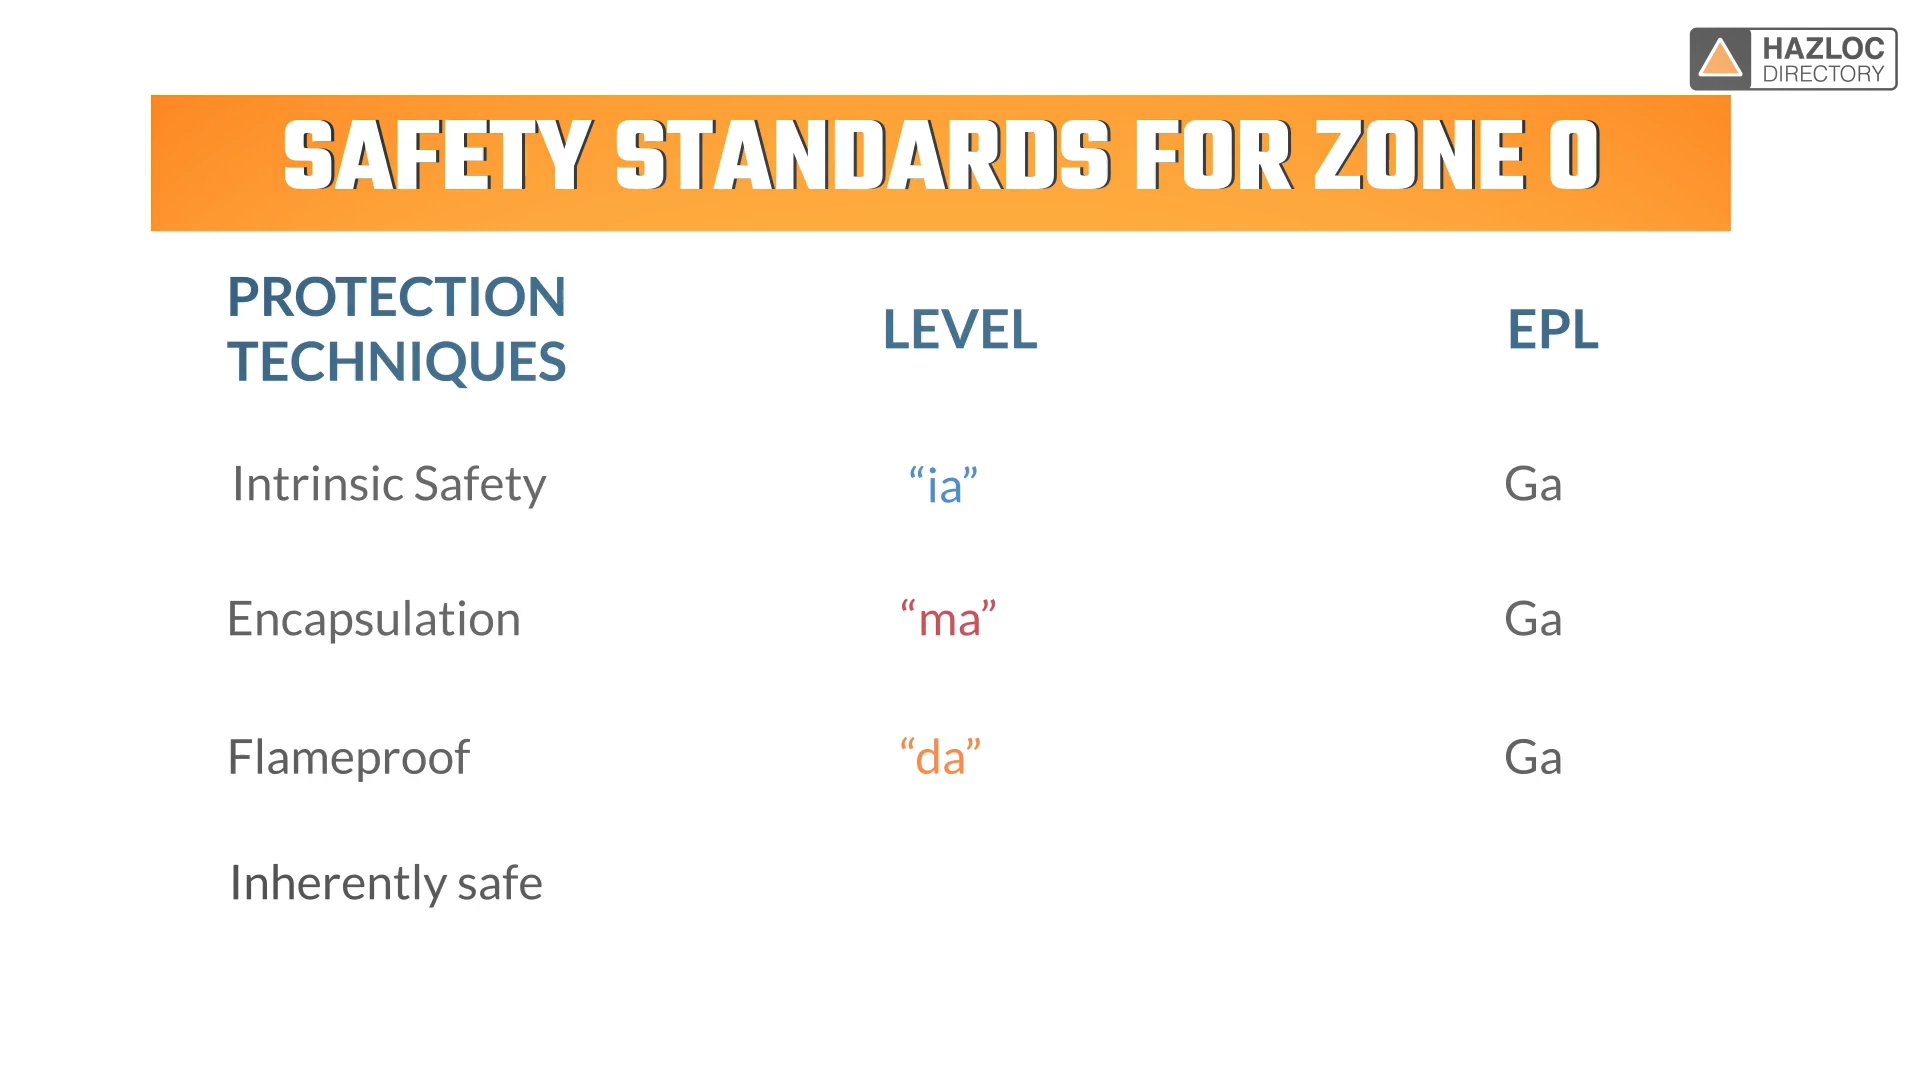 HAZLOC
DIRECTORY
SAFETY STANDARDS FOR ZONE 0
PROTECTION
TECHNIQUES
LEVEL
EPL
Intrinsic Safety
“ia”
Ga
Encapsulation
“ma”
Ga
Flameproof
“da”
Ga
Inherently safe